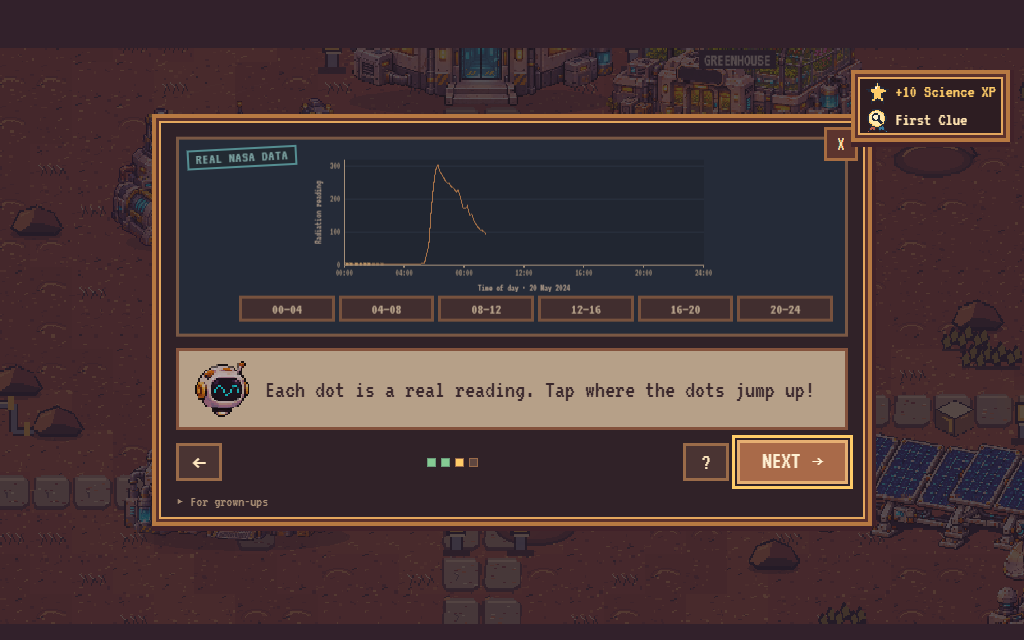 GREENHOUSE
+10 Science XP
First Clue
X
REAL NASA DATA
Radiation reading
300
200
100
0
00:00 04:00 08:00 12:00 16:00 20:00 24:00
Time of day · 20 May 2024
00–04 04–08 08–12 12–16 16–20 20–24
Each dot is a real reading. Tap where the dots jump up!
← ? NEXT →
▸ For grown-ups